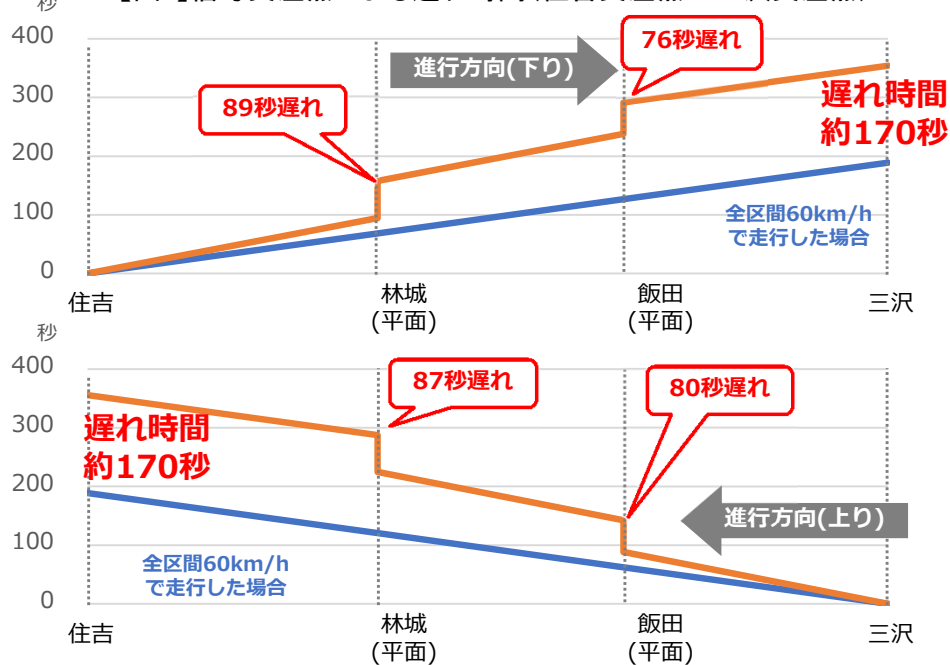 秒
400
300
200
100
0
進行方向(下り)
76秒遅れ
89秒遅れ
遅れ時間
約170秒
全区間60km/h
で走行した場合
住吉
林城
(平面)
飯田
(平面)
三沢
秒
400
300
200
100
0
87秒遅れ
80秒遅れ
遅れ時間
約170秒
進行方向(上り)
全区間60km/h
で走行した場合
住吉
林城
(平面)
飯田
(平面)
三沢